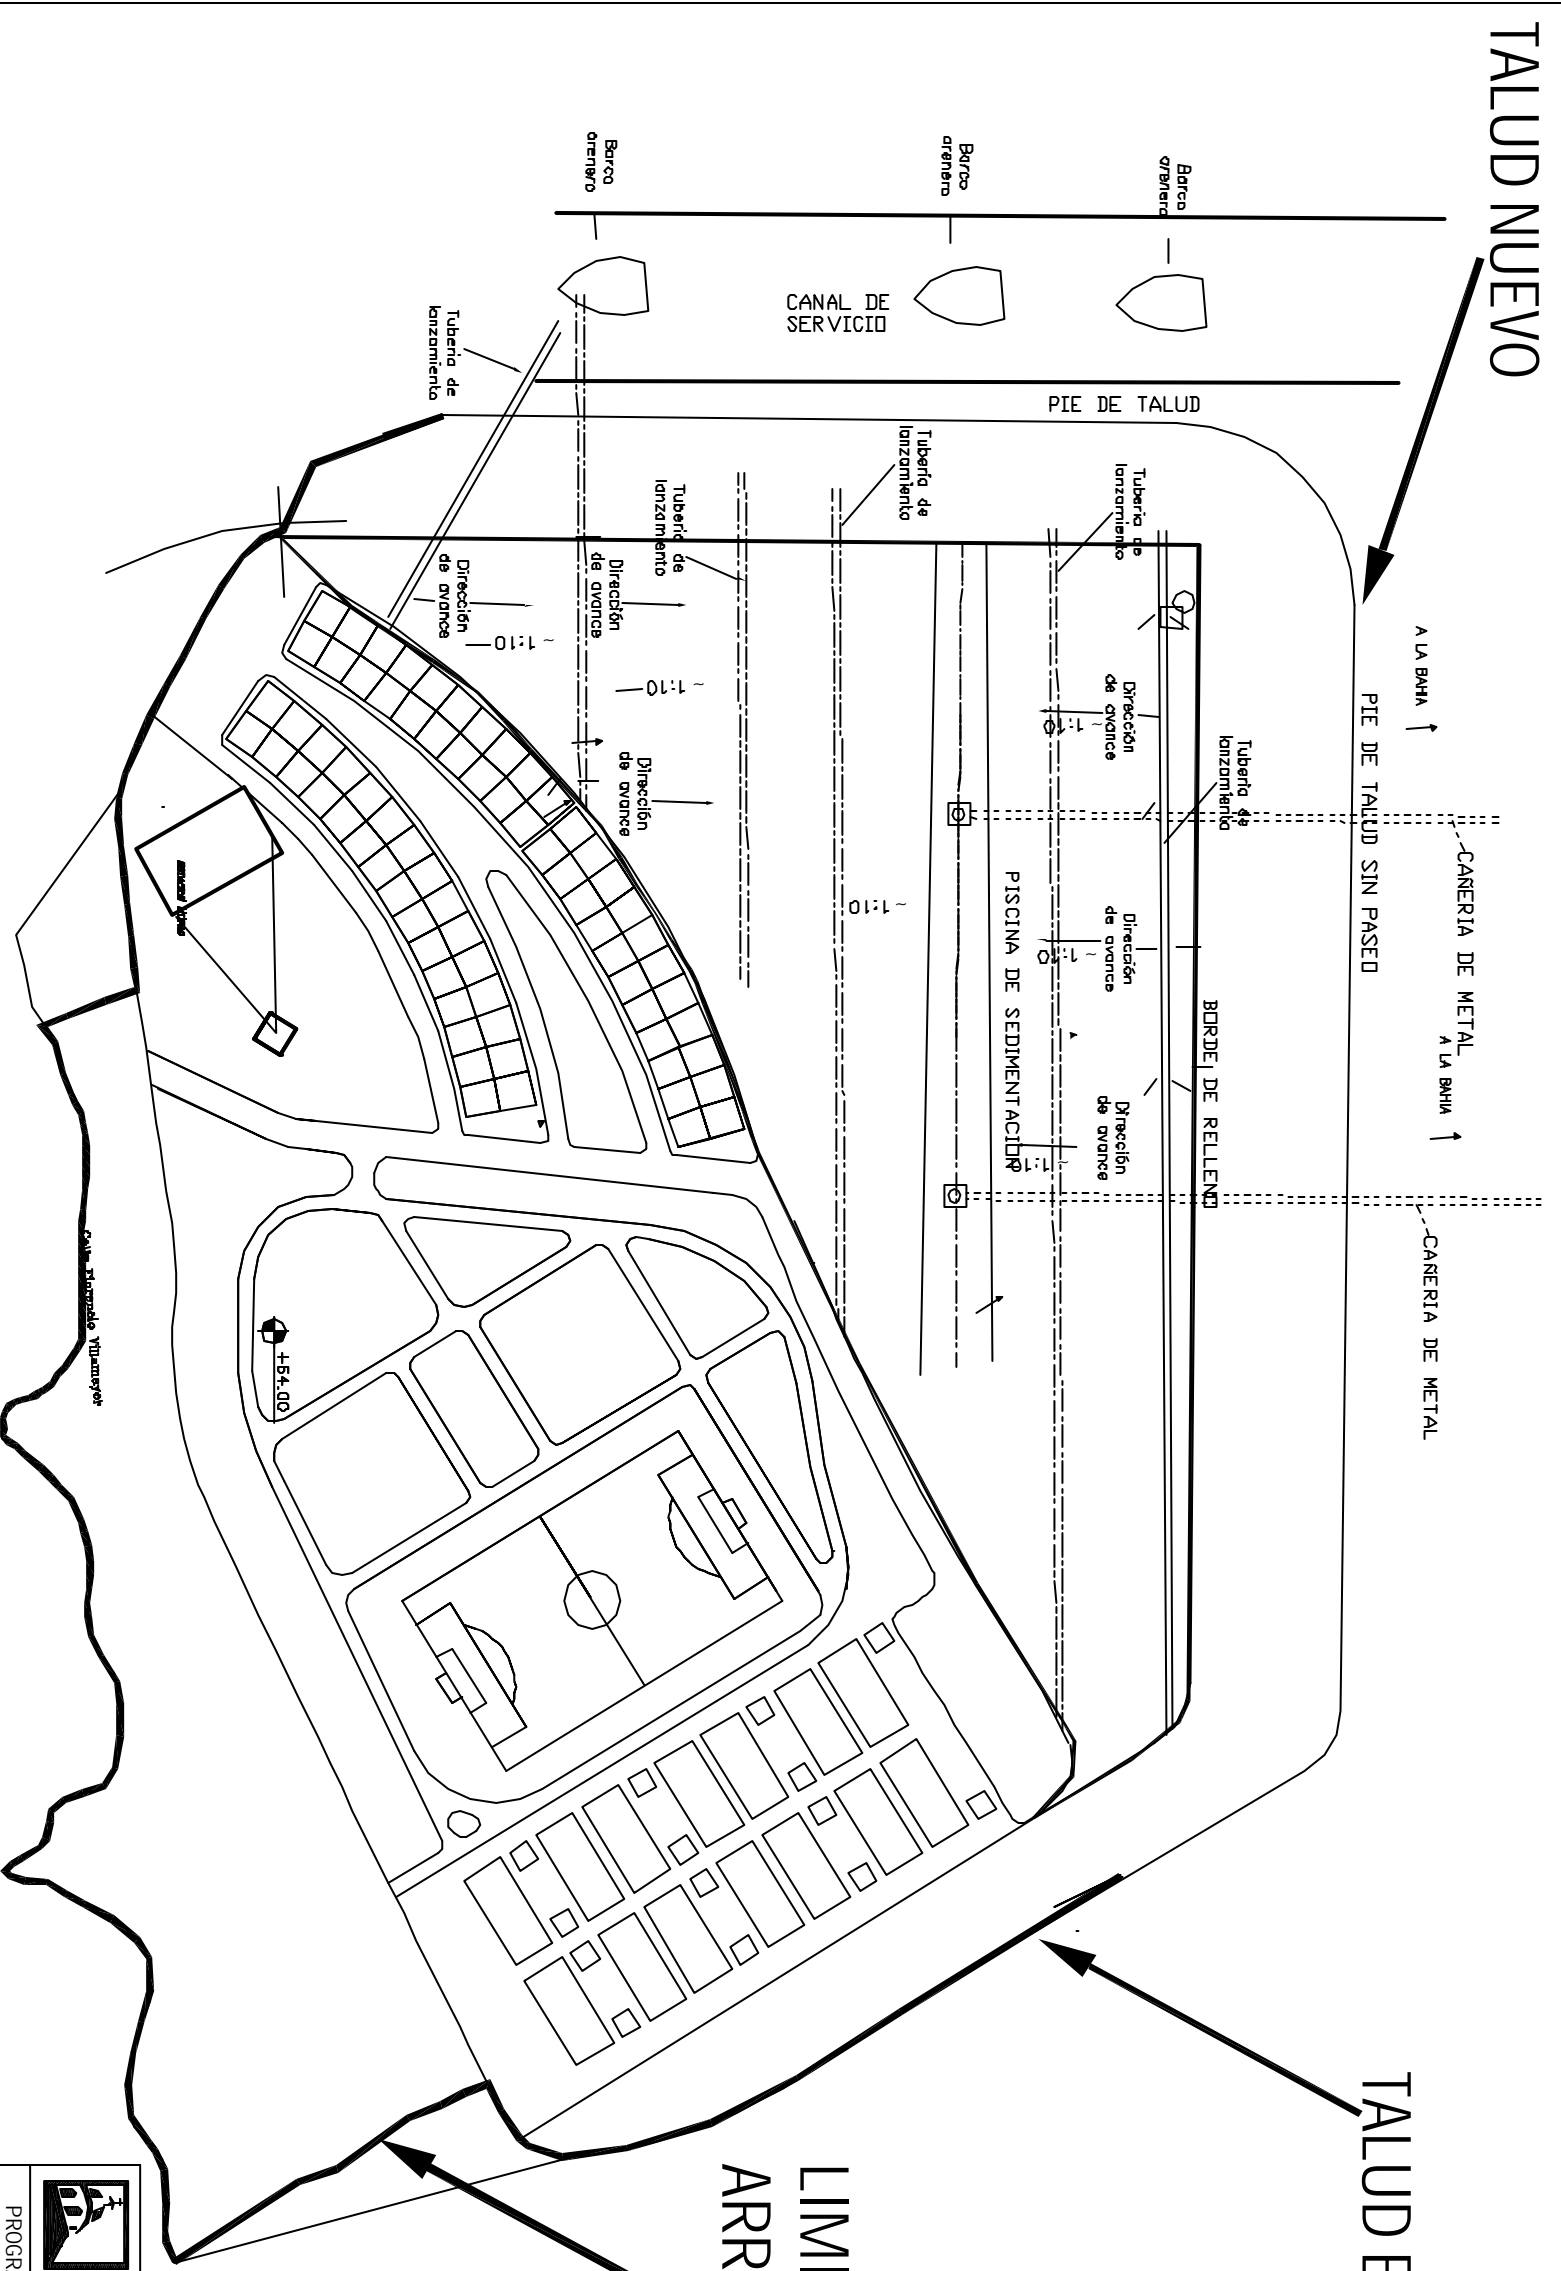 TALUD NUEVO
Barco
arenero
Barco
arenero
Barco
arenero
CANAL DE
SERVICIO
PIE DE TALUD
Tubería de
lanzamiento
Tubería de
lanzamiento
Tubería de
lanzamiento
Tubería de
lanzamiento
Tubería de
lanzamiento
Dirección
de avance
Dirección
de avance
Dirección
de avance
Dirección
de avance
Dirección
de avance
Dirección
de avance
~ 1:10
~ 1:10
~ 1:10
~ 1:10
~ 1:10
~ 1:10
A LA BAHIA
A LA BAHIA
PIE DE TALUD SIN PASEO
CAÑERIA DE METAL
CAÑERIA DE METAL
PISCINA DE SEDIMENTACION
BORDE DE RELLENO
+54.00
Calle Florencio Villamayor
TALUD E
LIMI
ARR
PROGR